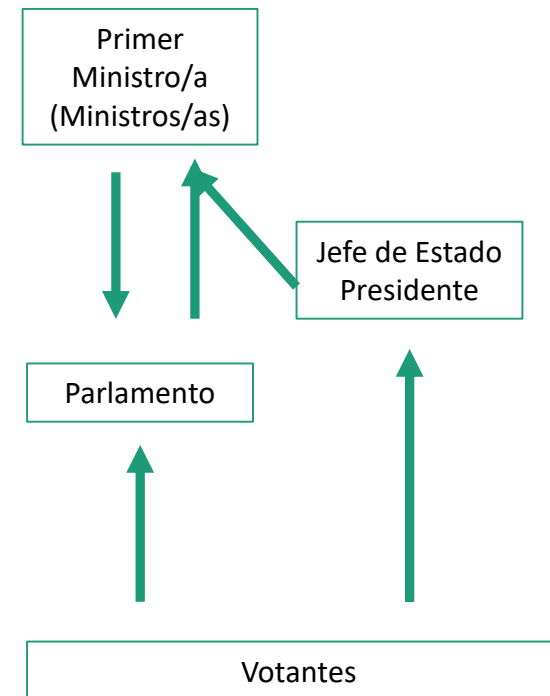 Primer
Ministro/a
(Ministros/as)
Jefe de Estado
Presidente
Parlamento
Votantes